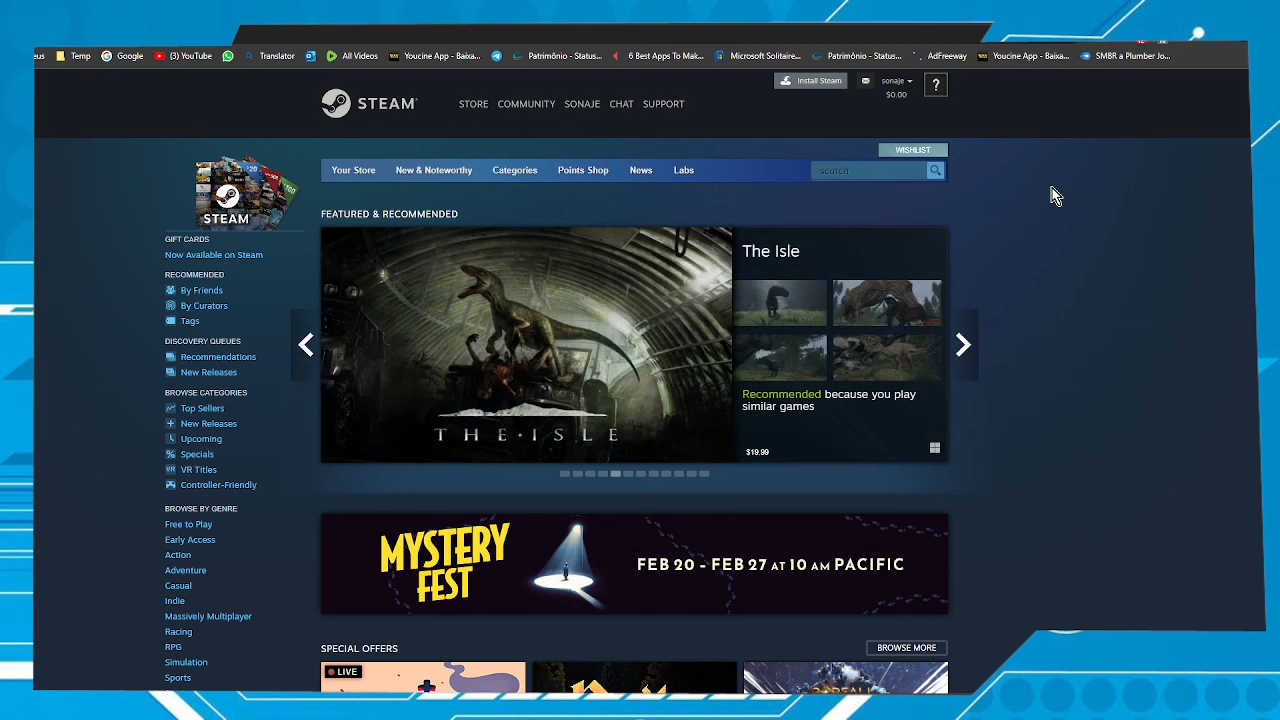 eus Temp Google (3) YouTube Translator All Videos Youcine App - Baixa... Patrimônio - Status... 6 Best Apps To Mak... Microsoft Solitaire... Patrimônio - Status... AdFreeway Youcine App - Baixa... SMBR a Plumber Jo...
Install Steam sonaje ?
$0.00
STEAM® STORE COMMUNITY SONAJE CHAT SUPPORT
WISHLIST
Your Store New & Noteworthy Categories Points Shop News Labs search
STEAM
20
100
GIFT CARDS
Now Available on Steam
RECOMMENDED
By Friends
By Curators
Tags
DISCOVERY QUEUES
Recommendations
New Releases
BROWSE CATEGORIES
Top Sellers
New Releases
Upcoming
Specials
VR VR Titles
Controller-Friendly
BROWSE BY GENRE
Free to Play
Early Access
Action
Adventure
Casual
Indie
Massively Multiplayer
Racing
RPG
Simulation
Sports
FEATURED & RECOMMENDED
THE·ISLE
The Isle
Recommended because you play
similar games
$19.99
MYSTERY
FEST
FEB 20 - FEB 27 AT 10 AM PACIFIC
SPECIAL OFFERS BROWSE MORE
LIVE